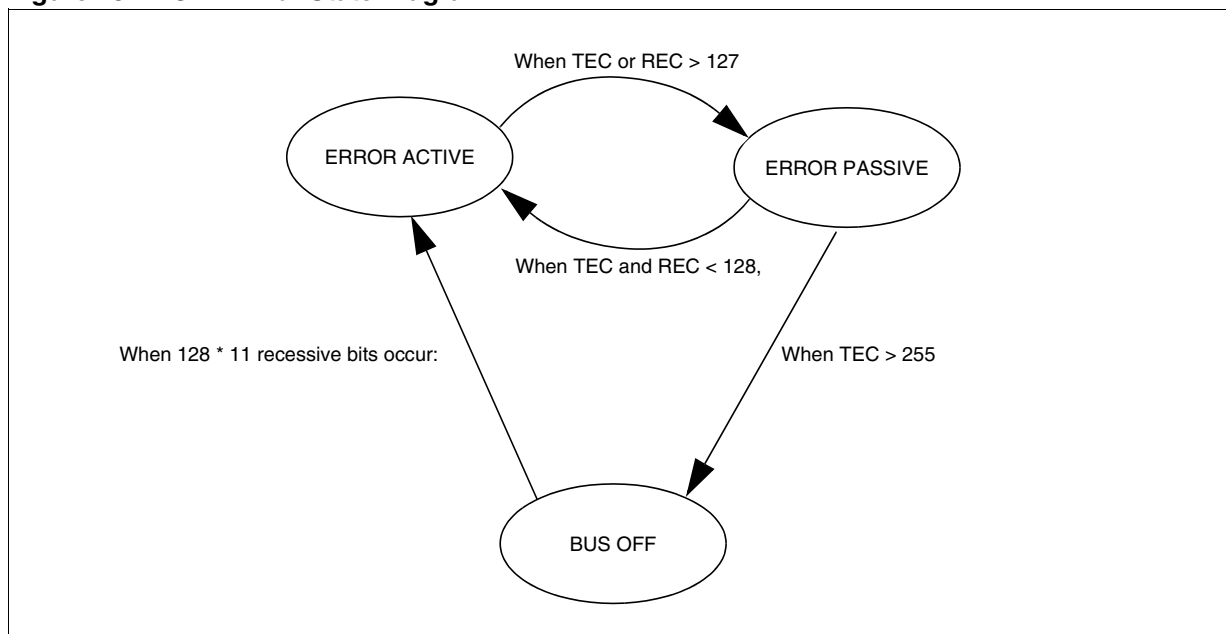 When TEC or REC > 127
ERROR ACTIVE
ERROR PASSIVE
When TEC and REC < 128,
When 128 * 11 recessive bits occur:
When TEC > 255
BUS OFF